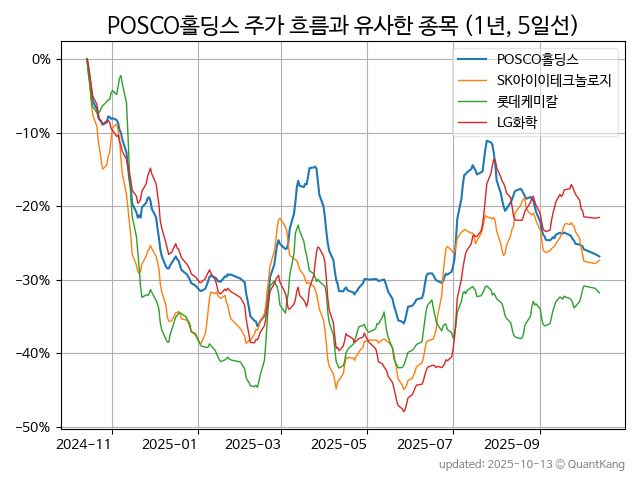 POSCO홀딩스 주가 흐름과 유사한 종목 (1년, 5일선)
POSCO홀딩스
SK아이이테크놀로지
롯데케미칼
LG화학
0%
−10%
−20%
−30%
−40%
−50%
2024−11 2025−01 2025−03 2025−05 2025−07 2025−09
updated: 2025-10-13 ⓒ QuantKang